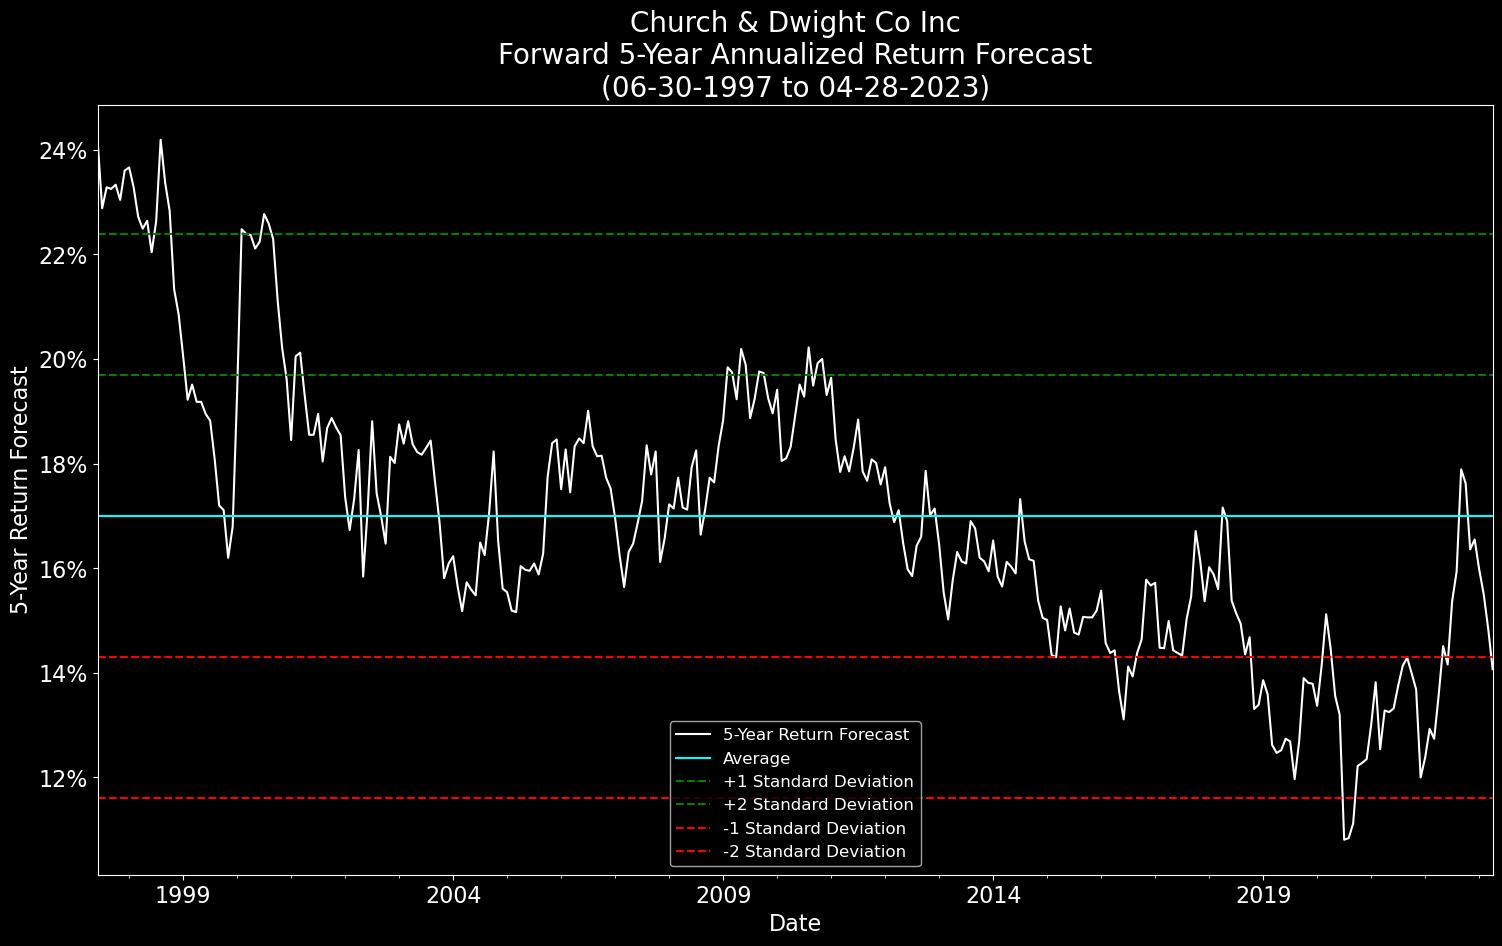 Church & Dwight Co Inc
Forward 5-Year Annualized Return Forecast
(06-30-1997 to 04-28-2023)
5-Year Return Forecast
24%
22%
20%
18%
16%
14%
12%
5-Year Return Forecast
Average
+1 Standard Deviation
+2 Standard Deviation
-1 Standard Deviation
-2 Standard Deviation
1999
2004
2009
2014
2019
Date